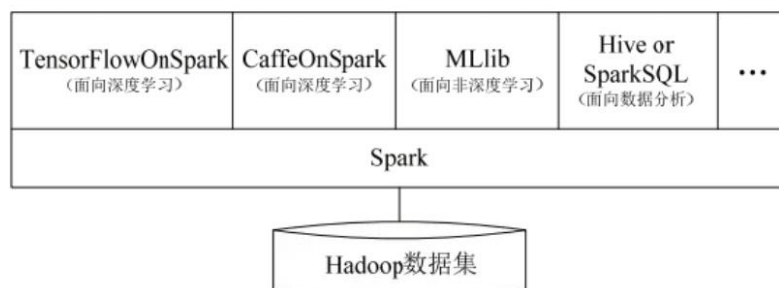 TensorFlowOnSpark
(面向深度学习)
CaffeOnSpark
(面向深度学习)
MLlib
(面向非深度学习)
Hive or
SparkSQL
(面向数据分析)
...
Spark
Hadoop数据集